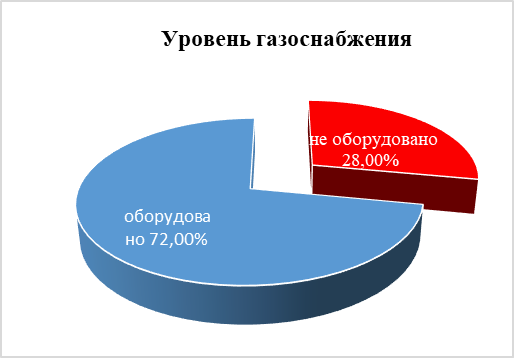 Уровень газоснабжения
не оборудовано
28,00%
оборудова
но 72,00%